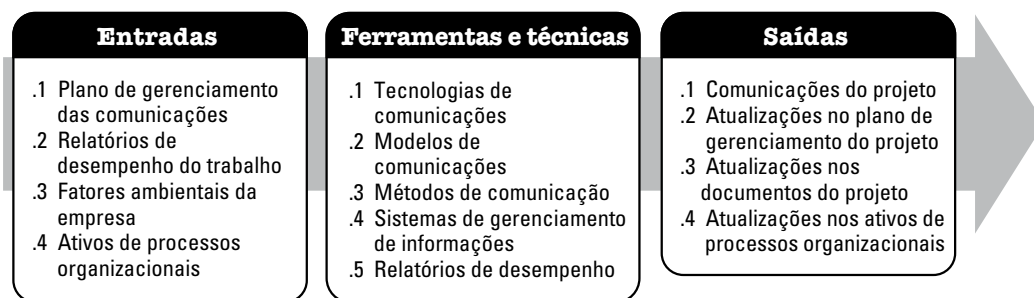 Entradas
.1 Plano de gerenciamento
das comunicações
.2 Relatórios de
desempenho do trabalho
.3 Fatores ambientais da
empresa
.4 Ativos de processos
organizacionais
Ferramentas e técnicas
.1 Tecnologias de
comunicações
.2 Modelos de
comunicações
.3 Métodos de comunicação
.4 Sistemas de gerenciamento
de informações
.5 Relatórios de desempenho
Saídas
.1 Comunicações do projeto
.2 Atualizações no plano de
gerenciamento do projeto
.3 Atualizações nos
documentos do projeto
.4 Atualizações nos ativos de
processos organizacionais